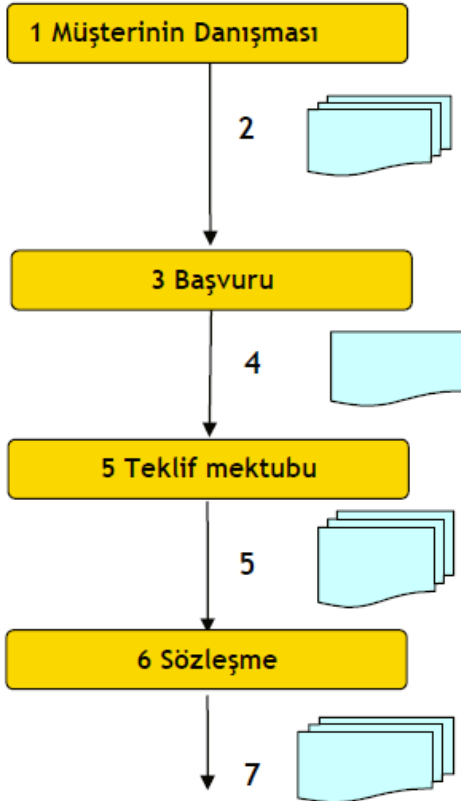 1 Müşterinin Danışması
2
3 Başvuru
4
5 Teklif mektubu
5
6 Sözleşme
7